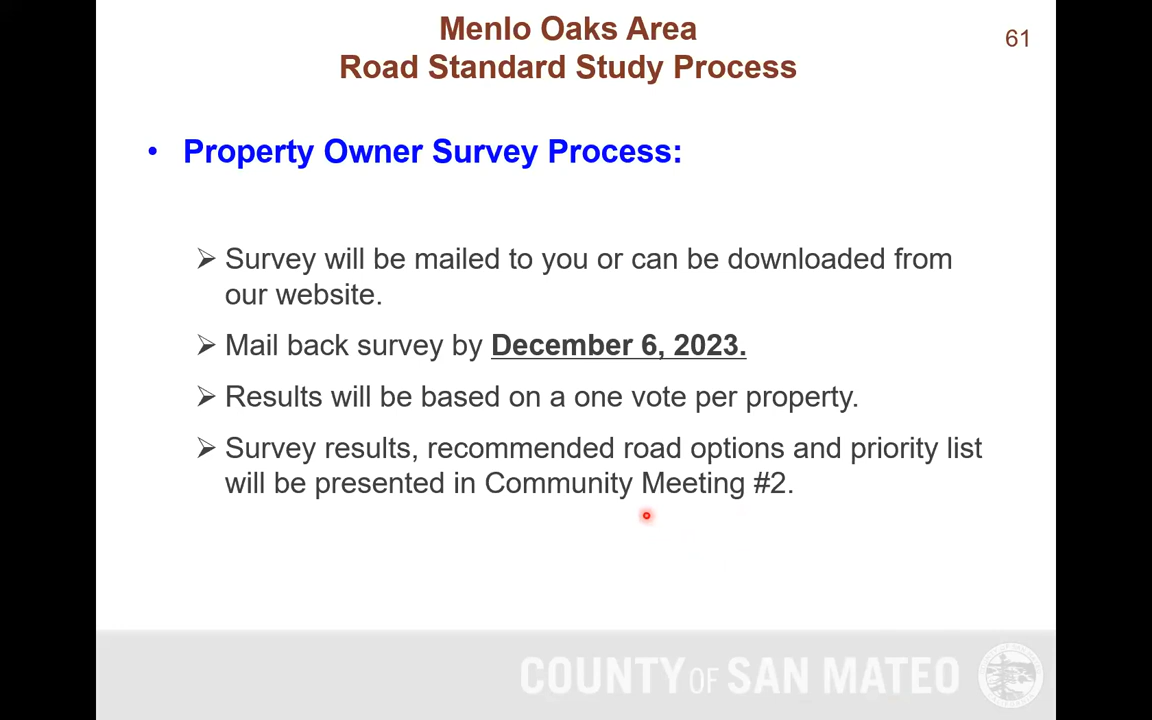 Menlo Oaks Area
61
Road Standard Study Process
• Property Owner Survey Process:
➢ Survey will be mailed to you or can be downloaded from
our website.
➢ Mail back survey by December 6, 2023.
➢ Results will be based on a one vote per property.
➢ Survey results, recommended road options and priority list
will be presented in Community Meeting #2.
COUNTY OF SAN MATEO